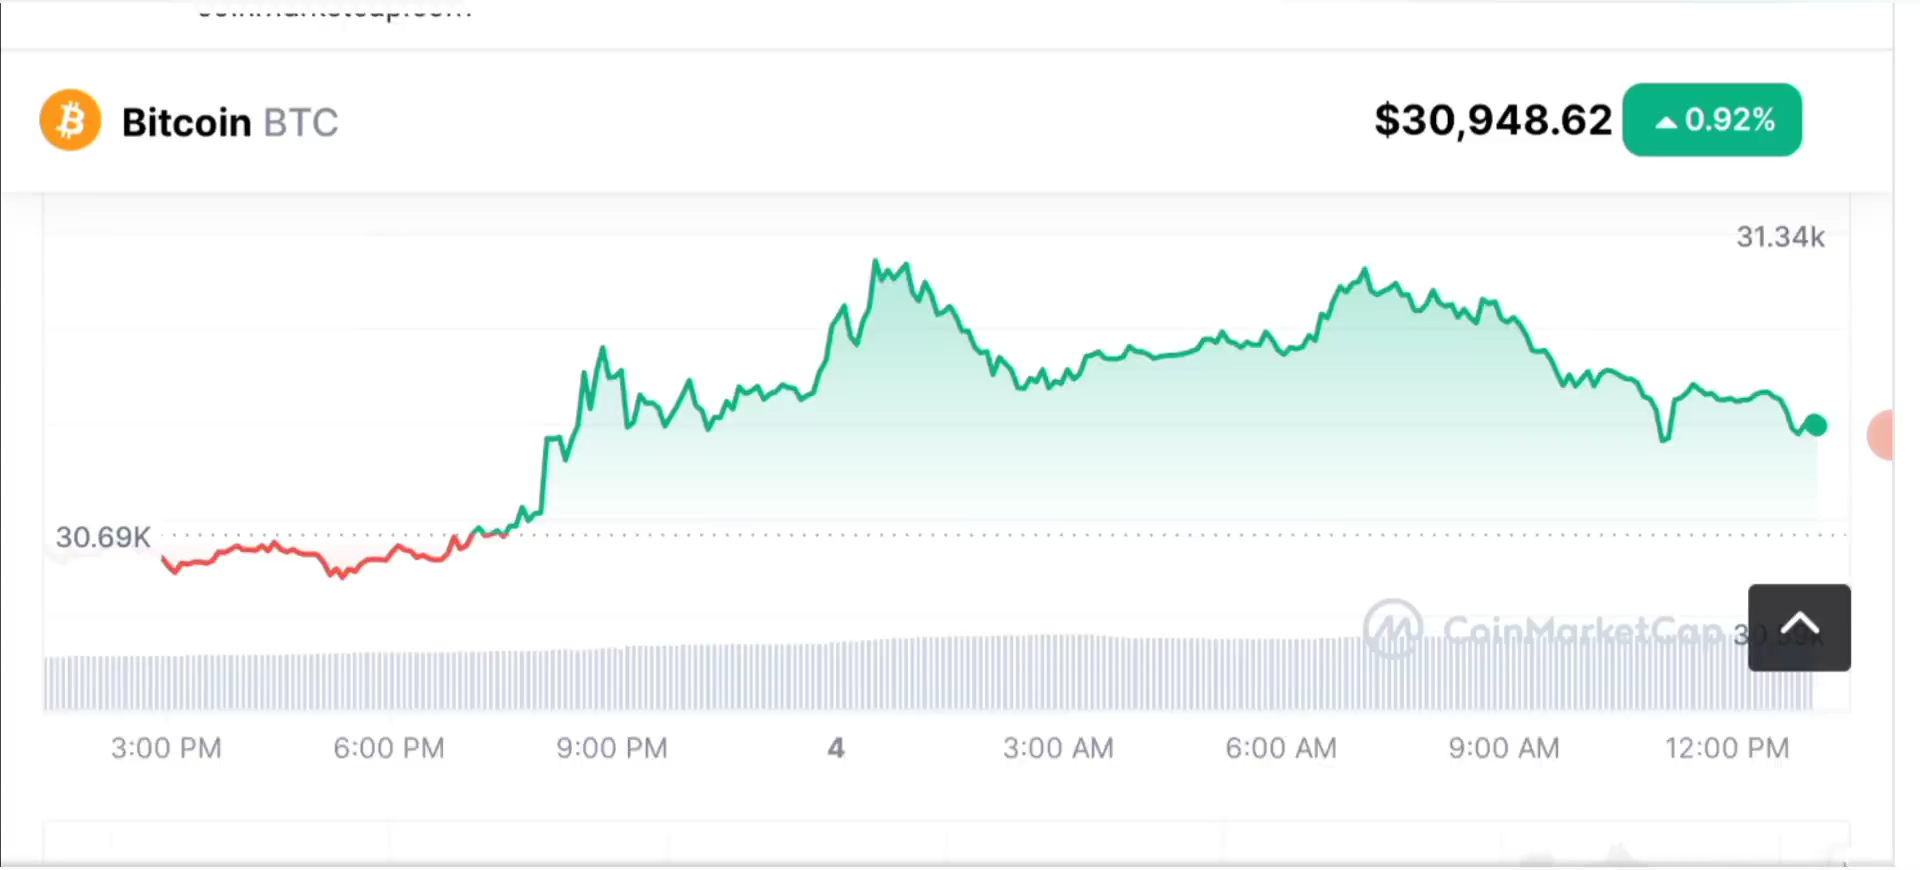 Bitcoin BTC
$30,948.62 0.92%
31.34k
30.69K
CoinMarketCap
3:00 PM 6:00 PM 9:00 PM 4 3:00 AM 6:00 AM 9:00 AM 12:00 PM